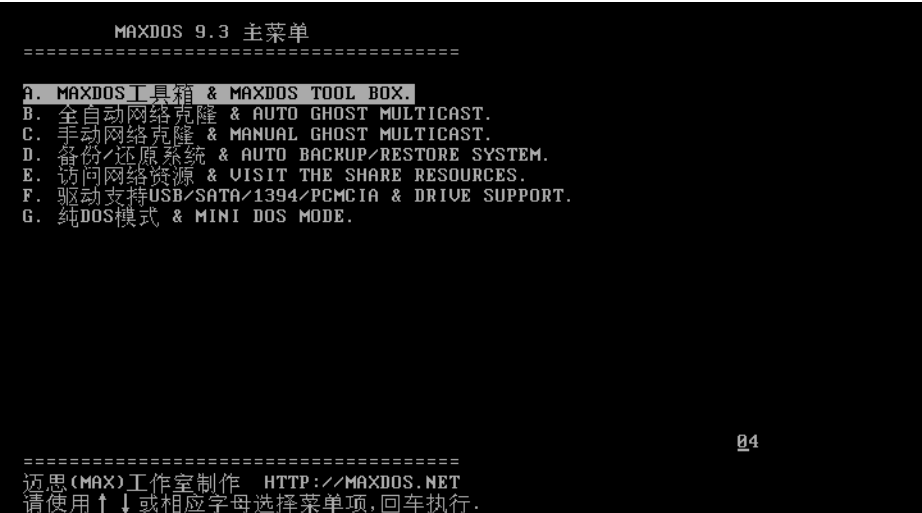 MAXDOS 9.3 主菜单
======================================
A. MAXDOS工具箱 & MAXDOS TOOL BOX.
B. 全自动网络克隆 & AUTO GHOST MULTICAST.
C. 手动网络克隆 & MANUAL GHOST MULTICAST.
D. 备份/还原系统 & AUTO BACKUP/RESTORE SYSTEM.
E. 访问网络资源 & VISIT THE SHARE RESOURCES.
F. 驱动支持USB/SATA/1394/PCMCIA & DRIVE SUPPORT.
G. 纯DOS模式 & MINI DOS MODE.
04
======================================
迈思(MAX)工作室制作 HTTP://MAXDOS.NET
请使用↑↓或相应字母选择菜单项,回车执行.